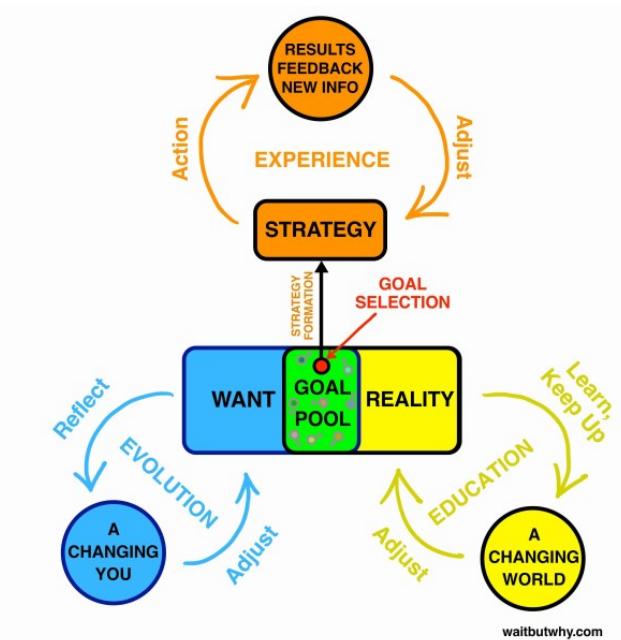 RESULTS
FEEDBACK
NEW INFO
Action
Adjust
EXPERIENCE
STRATEGY
STRATEGY
FORMATION
GOAL
SELECTION
WANT
GOAL
POOL
REALITY
Reflect
EVOLUTION
Adjust
A
CHANGING
YOU
Learn,
Keep Up
EDUCATION
Adjust
A
CHANGING
WORLD
waitbutwhy.com